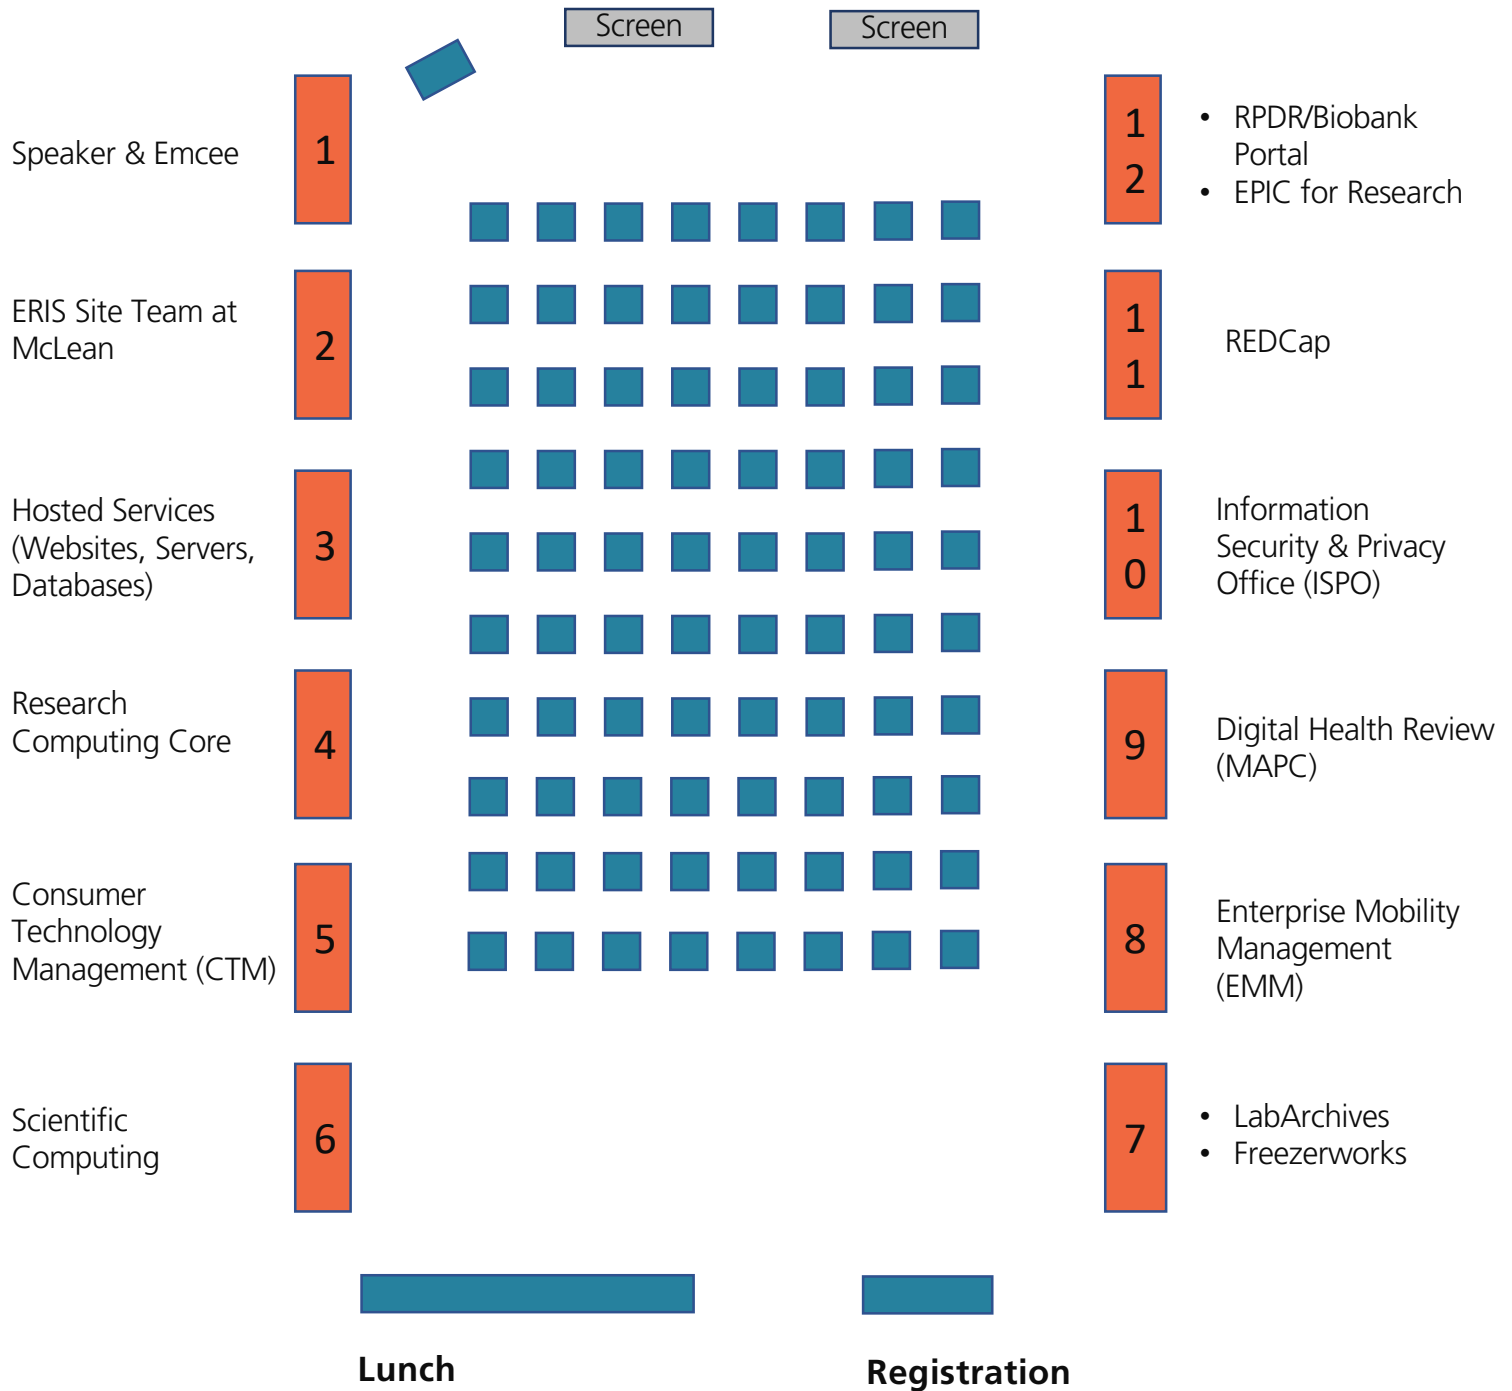 Screen
Screen
Speaker & Emcee
1
1
2
• RPDR/Biobank
Portal
• EPIC for Research
ERIS Site Team at
McLean
2
1
1
REDCap
Hosted Services
(Websites, Servers,
Databases)
3
1
0
Information
Security & Privacy
Office (ISPO)
Research
Computing Core
4
9
Digital Health Review
(MAPC)
Consumer
Technology
Management (CTM)
5
8
Enterprise Mobility
Management
(EMM)
Scientific
Computing
6
7
• LabArchives
• Freezerworks
Lunch
Registration